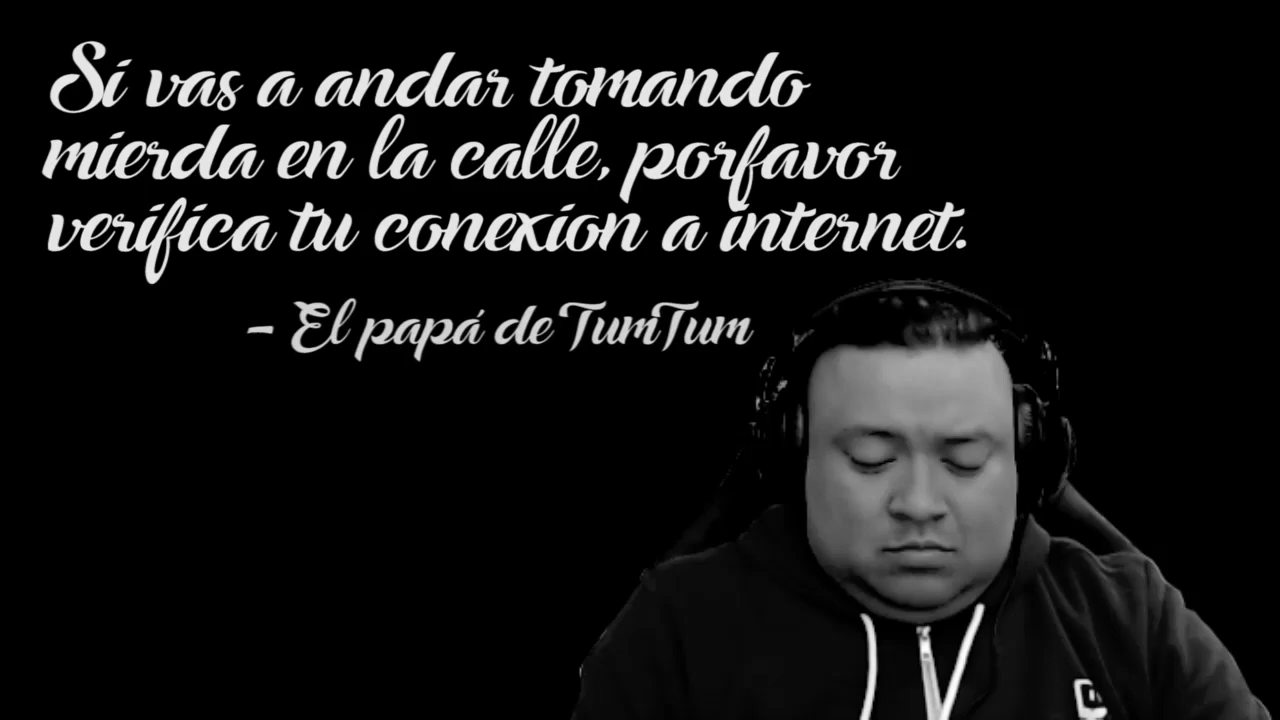 Si vas a andar tomando
mierda en la calle, porfavor
verifica tu conexion a internet.
- El papá de TumTum